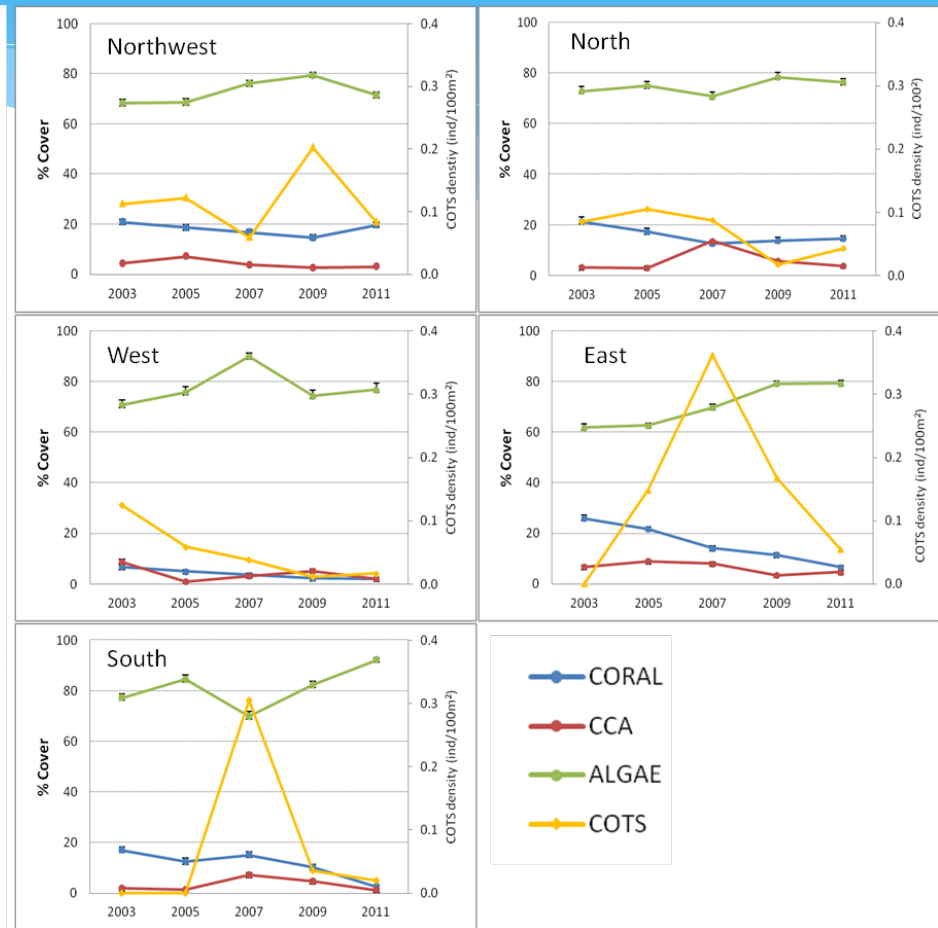 Northwest
100
80
60
40
20
0
% Cover
0.4
0.3
0.2
0.1
0.0
COTS denstiy (ind/100m²)
2003 2005 2007 2009 2011
North
100
80
60
40
20
0
% Cover
0.4
0.3
0.2
0.1
0.0
COTS density (ind/100²)
2003 2005 2007 2009 2011
West
100
80
60
40
20
0
% Cover
0.4
0.3
0.2
0.1
0.0
COTS density (ind/100m²)
2003 2005 2007 2009 2011
East
100
80
60
40
20
0
% Cover
0.4
0.3
0.2
0.1
0.0
COTS density (ind/100m²)
2003 2005 2007 2009 2011
South
100
80
60
40
20
0
% Cover
0.4
0.3
0.2
0.1
0.0
COTS density (ind/100m²)
2003 2005 2007 2009 2011
CORAL
CCA
ALGAE
COTS